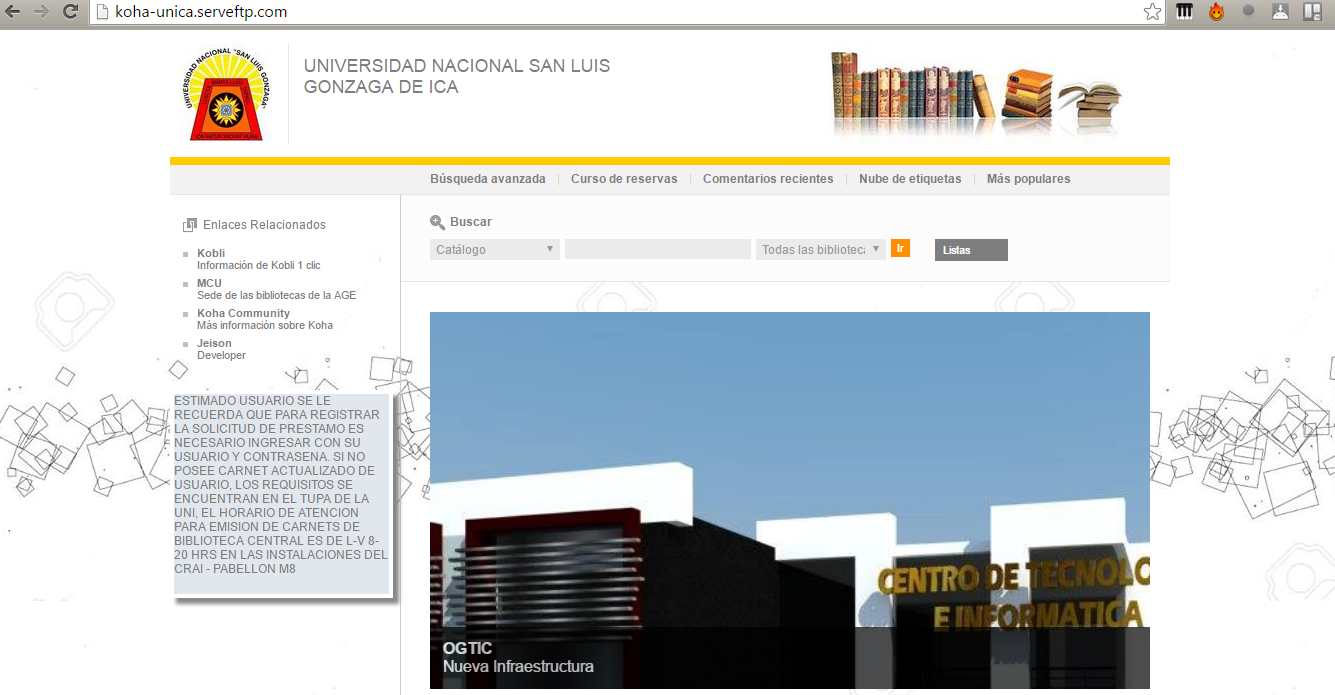 koha-unica.serveftp.com
UNIVERSIDAD NACIONAL "SAN LUIS GONZAGA"
UNIVERSIDAD NACIONAL SAN LUIS
GONZAGA DE ICA
Búsqueda avanzada | Curso de reservas | Comentarios recientes | Nube de etiquetas | Más populares
Enlaces Relacionados
Kobli
Información de Kobli 1 clic
MCU
Sede de las bibliotecas de la AGE
Koha Community
Más información sobre Koha
Jeison
Developer
ESTIMADO USUARIO SE LE
RECUERDA QUE PARA REGISTRAR
LA SOLICITUD DE PRESTAMO ES
NECESARIO INGRESAR CON SU
USUARIO Y CONTRASENA. SI NO
POSEE CARNET ACTUALIZADO DE
USUARIO, LOS REQUISITOS SE
ENCUENTRAN EN EL TUPA DE LA
UNI, EL HORARIO DE ATENCION
PARA EMISION DE CARNETS DE
BIBLIOTECA CENTRAL ES DE L-V 8-
20 HRS EN LAS INSTALACIONES DEL
CRAI - PABELLON M8
Buscar
Catálogo Todas las bibliotec Ir Listas
CENTRO DE TECNOLO
E INFORMATICA
OGTIC
Nueva Infraestructura